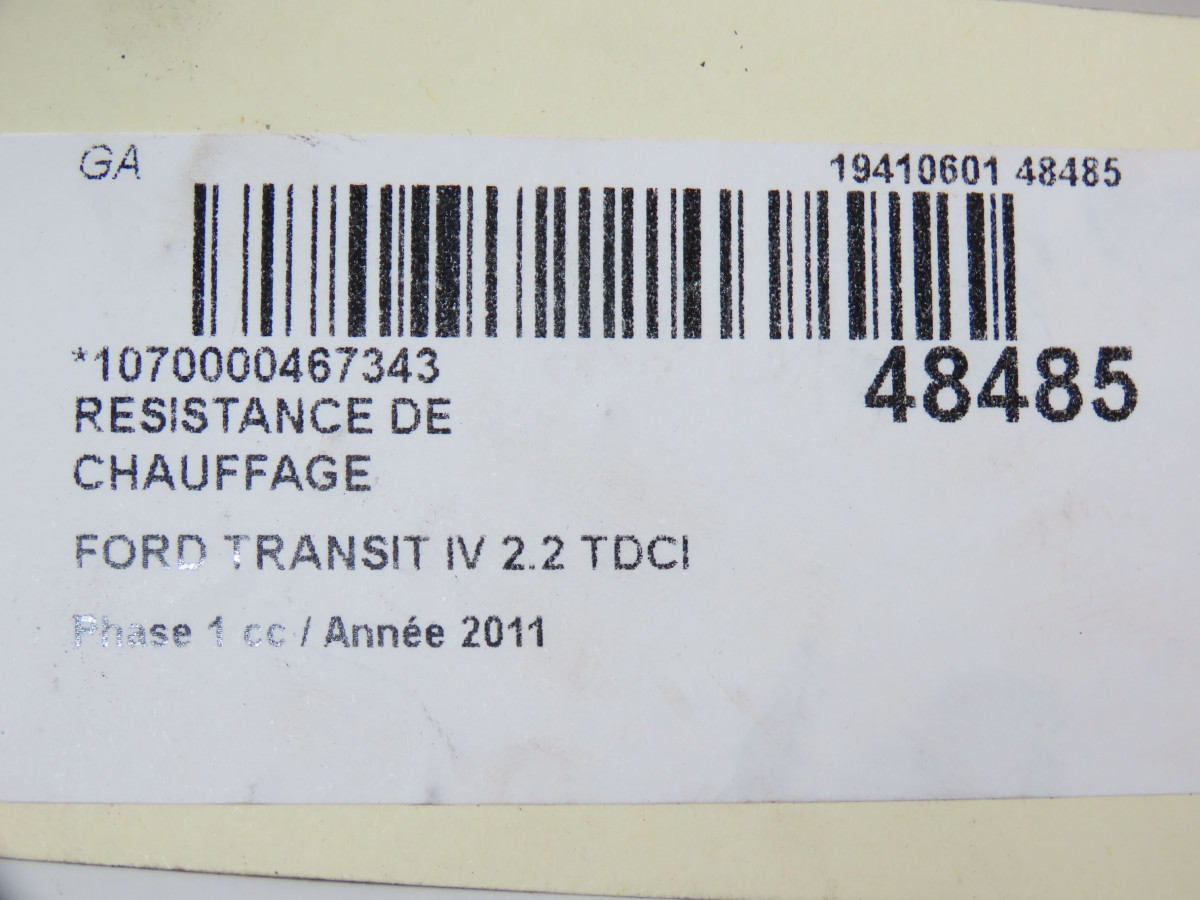 GA 19410601 48485
*1070000467343 48485
RESISTANCE DE
CHAUFFAGE
FORD TRANSIT IV 2.2 TDCI
Phase 1 cc / Année 2011